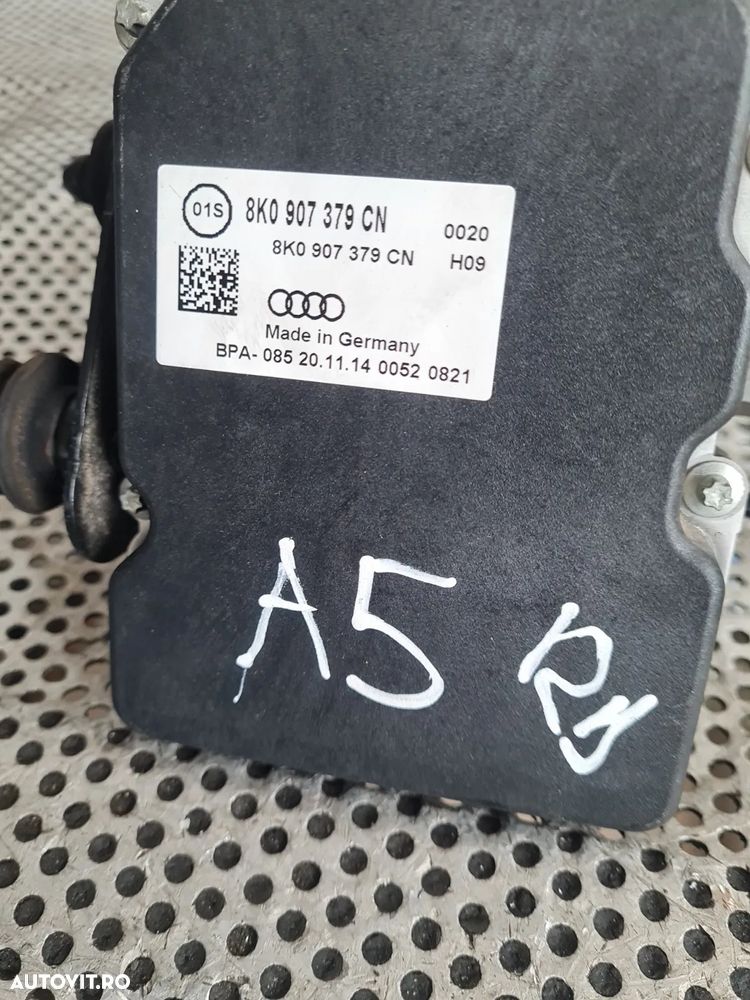 01S 8K0 907 379 CN 0020
8K0 907 379 CN H09
Made in Germany
BPA- 085 20.11.14 0052 0821
A5
AUTOVIT.RO